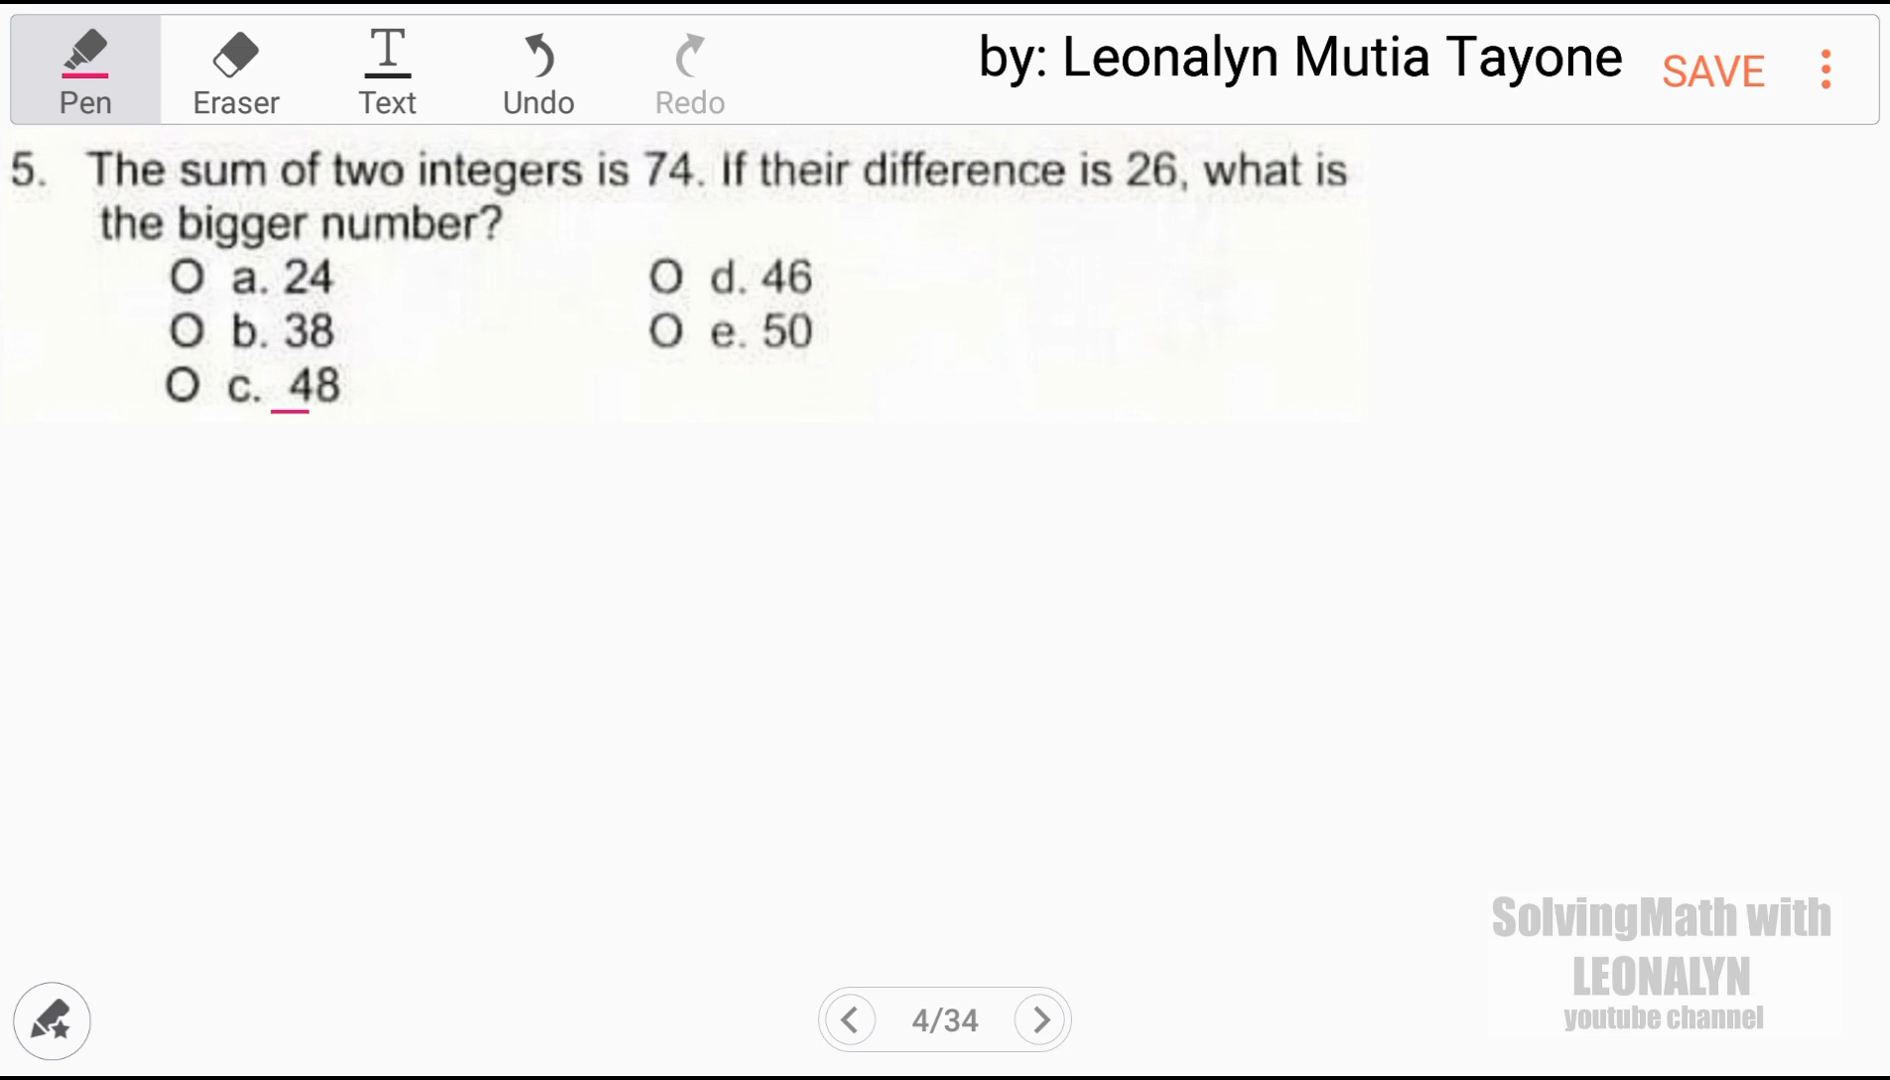 Pen
Eraser
T
Text
Undo
Redo
by: Leonalyn Mutia Tayone
SAVE
5. The sum of two integers is 74. If their difference is 26, what is
the bigger number?
O a. 24
O b. 38
O c. 48
O d. 46
O e. 50
4/34
SolvingMath with
LEONALYN
youtube channel